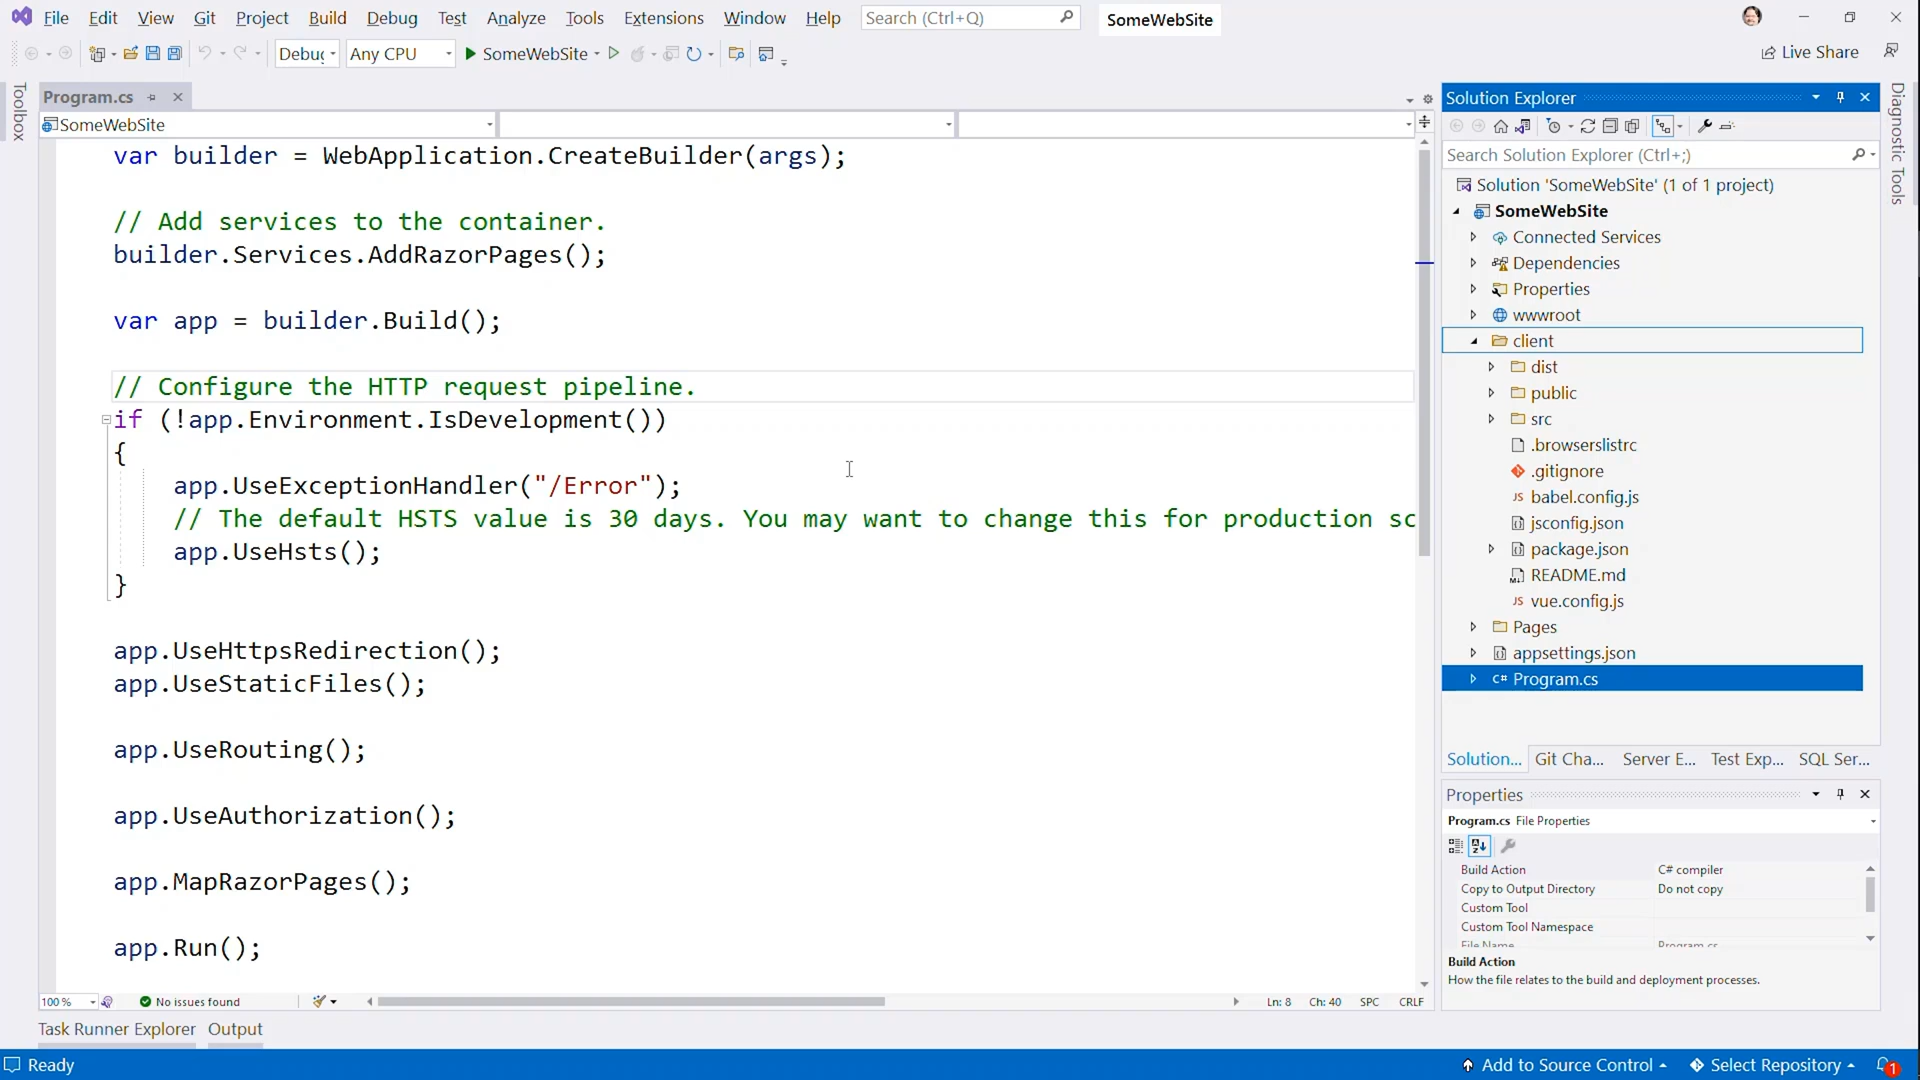 File Edit View Git Project Build Debug Test Analyze Tools Extensions Window Help Search (Ctrl+Q) SomeWebSite
Debug Any CPU SomeWebSite Live Share
Toolbox
Program.cs
SomeWebSite
var builder = WebApplication.CreateBuilder(args);
// Add services to the container.
builder.Services.AddRazorPages();
var app = builder.Build();
// Configure the HTTP request pipeline.
if (!app.Environment.IsDevelopment())
{
app.UseExceptionHandler("/Error");
// The default HSTS value is 30 days. You may want to change this for production sc
app.UseHsts();
}
app.UseHttpsRedirection();
app.UseStaticFiles();
app.UseRouting();
app.UseAuthorization();
app.MapRazorPages();
app.Run();
100 % No issues found Ln: 8 Ch: 40 SPC CRLF
Task Runner Explorer Output
Solution Explorer
Search Solution Explorer (Ctrl+;)
Solution 'SomeWebSite' (1 of 1 project)
SomeWebSite
Connected Services
Dependencies
Properties
wwwroot
client
dist
public
src
.browserslistrc
.gitignore
JS babel.config.js
jsconfig.json
package.json
README.md
JS vue.config.js
Pages
appsettings.json
C# Program.cs
Solution... Git Cha... Server E... Test Exp... SQL Ser...
Properties
Program.cs File Properties
Build Action C# compiler
Copy to Output Directory Do not copy
Custom Tool
Custom Tool Namespace
File Name Program.cs
Build Action
How the file relates to the build and deployment processes.
Diagnostic Tools
Ready Add to Source Control Select Repository 1